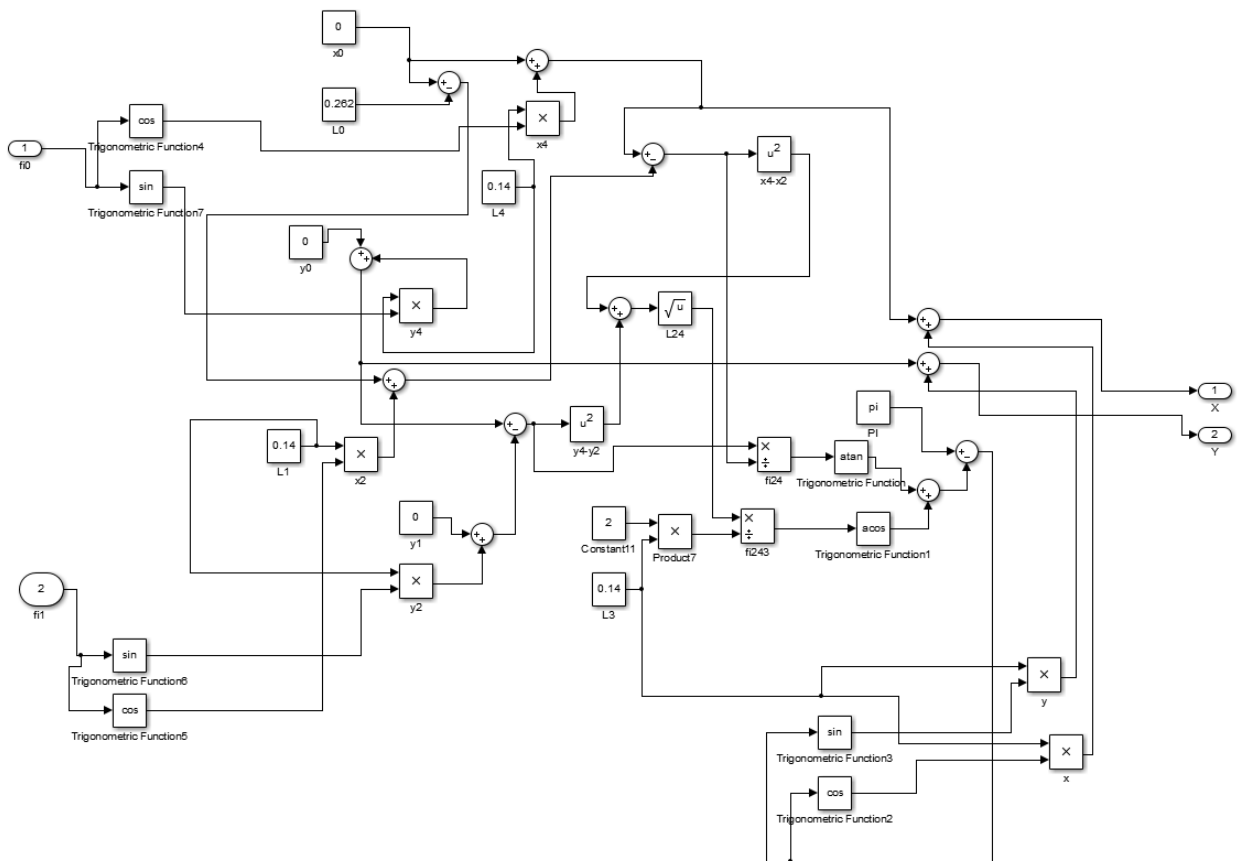 0
x0
+
-
+
+
0.262
L0
cos
Trigonometric Function4
×
x4
1
fi0
sin
Trigonometric Function7
0.14
L4
+
-
u²
x4-x2
0
y0
+
+
×
y4
+
+
√u
L24
+
+
+
+
+
+
1
X
2
Y
0.14
L1
×
x2
+
-
u²
y4-y2
pi
PI
×
÷
fi24
atan
Trigonometric Function
+
-
+
+
0
y1
+
+
2
Constant11
×
Product7
×
÷
fi243
acos
Trigonometric Function1
×
y2
0.14
L3
2
fi1
sin
Trigonometric Function6
cos
Trigonometric Function5
×
y
sin
Trigonometric Function3
×
x
cos
Trigonometric Function2